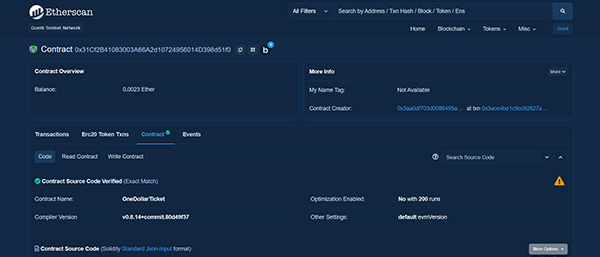 Etherscan
All Filters
Search by Address / Txn Hash / Block / Token / Ens
Goerli Testnet Network
Home Blockchain Tokens Misc Goerli
Contract 0x31Cf2B41083003A66A2d10724956014D398d51f0
Contract Overview
Balance: 0.0023 Ether
More Info
More
My Name Tag: Not Available
Contract Creator: at txn
Transactions Erc20 Token Txns Contract Events
Code Read Contract Write Contract
Search Source Code
Contract Source Code Verified (Exact Match)
Contract Name: OneDollarTicket
Optimization Enabled: No with 200 runs
Compiler Version v0.8.14+commit.80d49f37
Other Settings: default evmVersion
Contract Source Code (Solidity Standard Json-Input format)
More Options